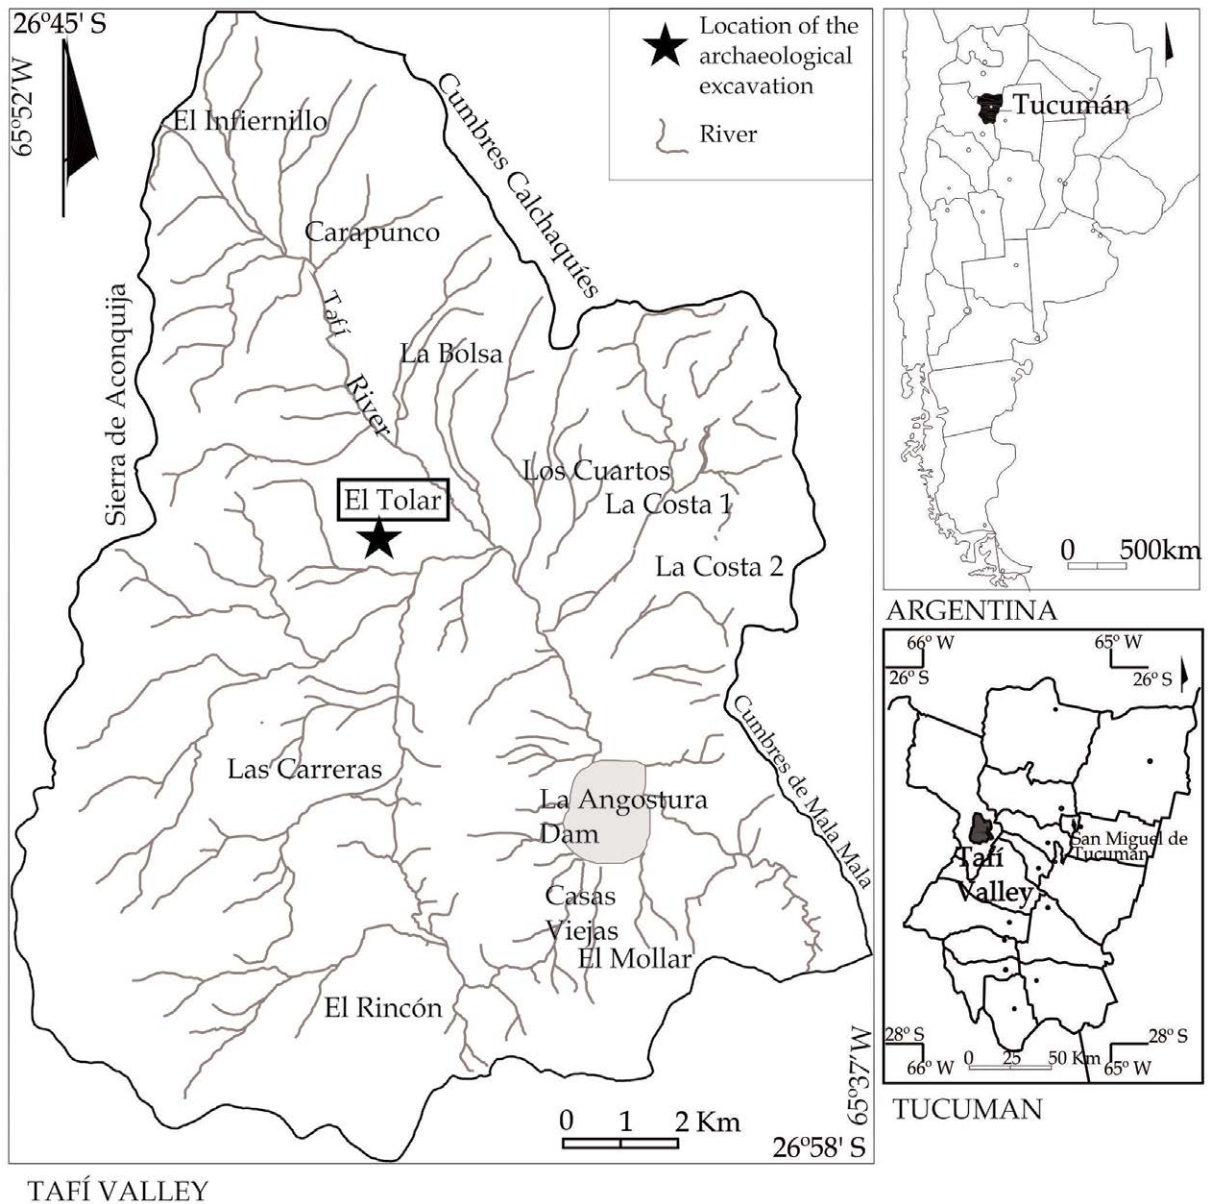 26º45' S
65º52'W
Location of the
archaeological
excavation
River
El Infiernillo
Cumbres Calchaquíes
Carapunco
Tafí
River
Sierra de Aconquija
La Bolsa
Los Cuartos
El Tolar
La Costa 1
La Costa 2
Cumbres de Mala Mala
Las Carreras
La Angostura
Dam
Casas
Viejas
El Mollar
El Rincón
65º37'W
0 1 2 Km
26º58' S
TAFÍ VALLEY
Tucumán
0 500km
ARGENTINA
66º W
65º W
26º S
26º S
San Miguel de
Tucumán
Tafí
Valley
28º S
28º S
0 25 50 Km
66º W
65º W
TUCUMAN